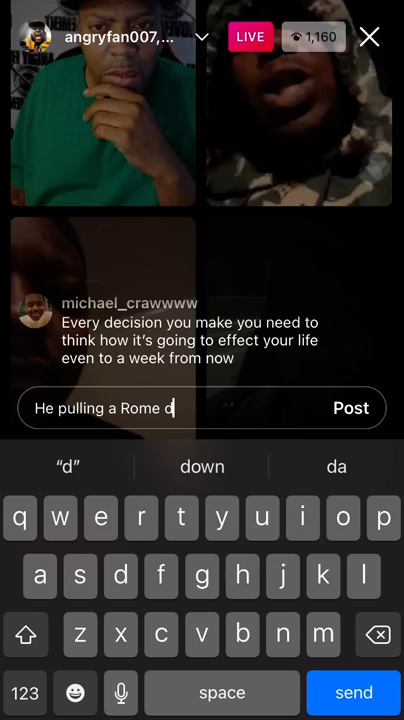 angryfan007,...
LIVE
1,160
michael_crawwww
Every decision you make you need to
think how it’s going to effect your life
even to a week from now
He pulling a Rome d
Post
“d”
down
da
q w e r t y u i o p
a s d f g h j k l
z x c v b n m
123
space
send